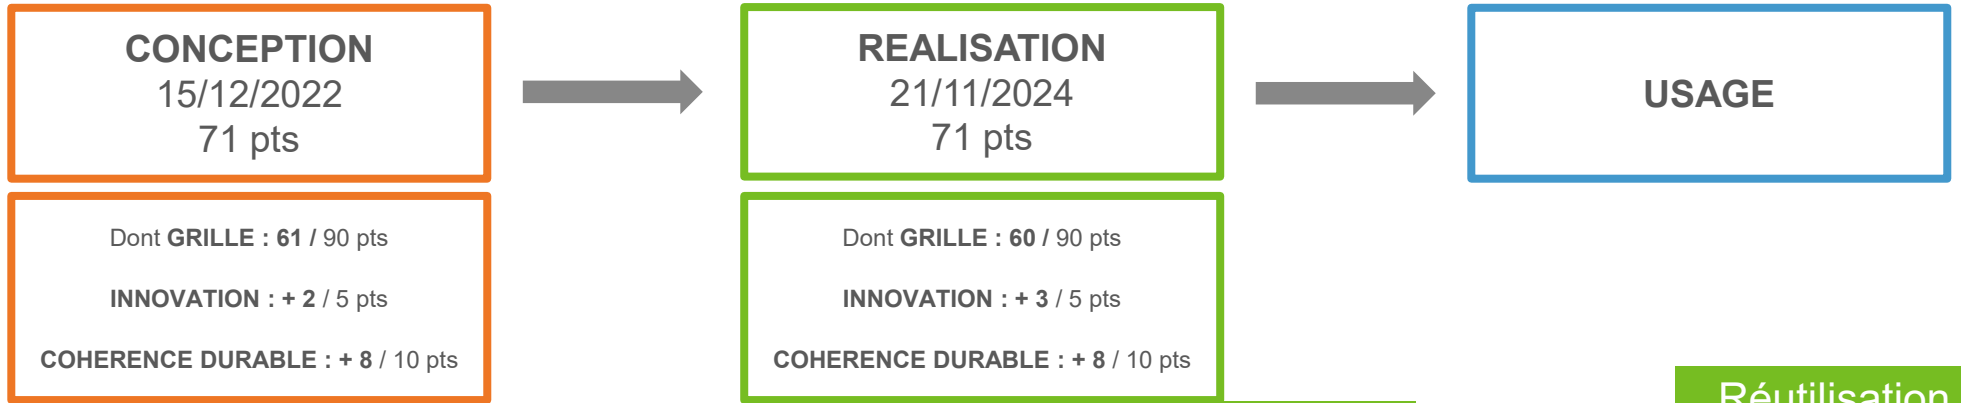 CONCEPTION
15/12/2022
71 pts
Dont GRILLE : 61 / 90 pts
INNOVATION : + 2 / 5 pts
COHERENCE DURABLE : + 8 / 10 pts
REALISATION
21/11/2024
71 pts
Dont GRILLE : 60 / 90 pts
INNOVATION : + 3 / 5 pts
COHERENCE DURABLE : + 8 / 10 pts
USAGE
Réutilisation